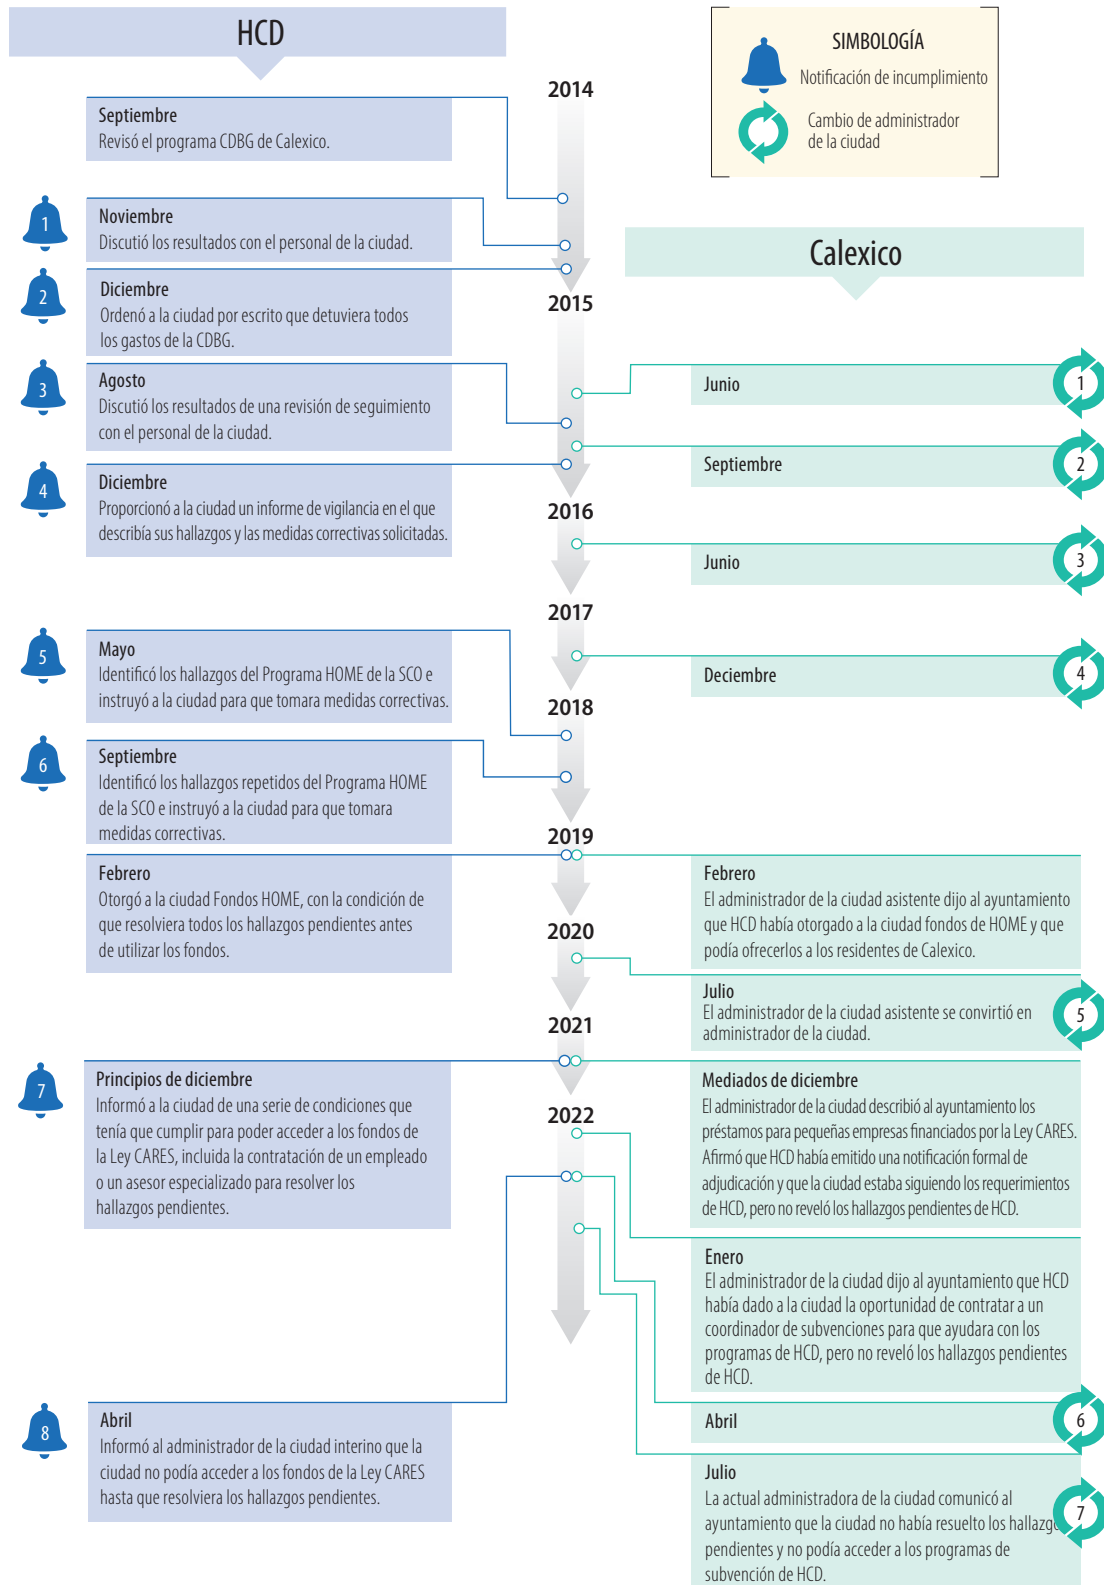 HCD
SIMBOLOGÍA
Notificación de incumplimiento
Cambio de administrador
de la ciudad
2014
Septiembre
Revisó el programa CDBG de Calexico.
1
Noviembre
Discutió los resultados con el personal de la ciudad.
Calexico
2
Diciembre
Ordenó a la ciudad por escrito que detuviera todos
los gastos de la CDBG.
2015
3
Agosto
Discutió los resultados de una revisión de seguimiento
con el personal de la ciudad.
Junio
1
Septiembre
2
4
Diciembre
Proporcionó a la ciudad un informe de vigilancia en el que
describía sus hallazgos y las medidas correctivas solicitadas.
2016
Junio
3
2017
5
Mayo
Identificó los hallazgos del Programa HOME de la SCO e
instruyó a la ciudad para que tomara medidas correctivas.
Deciembre
4
2018
6
Septiembre
Identificó los hallazgos repetidos del Programa HOME
de la SCO e instruyó a la ciudad para que tomara
medidas correctivas.
2019
Febrero
Otorgó a la ciudad Fondos HOME, con la condición de
que resolviera todos los hallazgos pendientes antes
de utilizar los fondos.
Febrero
El administrador de la ciudad asistente dijo al ayuntamiento
que HCD había otorgado a la ciudad fondos de HOME y que
podía ofrecerlos a los residentes de Calexico.
2020
Julio
El administrador de la ciudad asistente se convirtió en
administrador de la ciudad.
5
2021
7
Principios de diciembre
Informó a la ciudad de una serie de condiciones que
tenía que cumplir para poder acceder a los fondos de
la Ley CARES, incluida la contratación de un empleado
o un asesor especializado para resolver los
hallazgos pendientes.
Mediados de diciembre
El administrador de la ciudad describió al ayuntamiento los
préstamos para pequeñas empresas financiados por la Ley CARES.
Afirmó que HCD había emitido una notificación formal de
adjudicación y que la ciudad estaba siguiendo los requerimientos
de HCD, pero no reveló los hallazgos pendientes de HCD.
2022
Enero
El administrador de la ciudad dijo al ayuntamiento que HCD
había dado a la ciudad la oportunidad de contratar a un
coordinador de subvenciones para que ayudara con los
programas de HCD, pero no reveló los hallazgos pendientes
de HCD.
8
Abril
Informó al administrador de la ciudad interino que la
ciudad no podía acceder a los fondos de la Ley CARES
hasta que resolviera los hallazgos pendientes.
Abril
6
Julio
La actual administradora de la ciudad comunicó al
ayuntamiento que la ciudad no había resuelto los
pendientes y no podía acceder a los programas de
subvención de HCD.
7